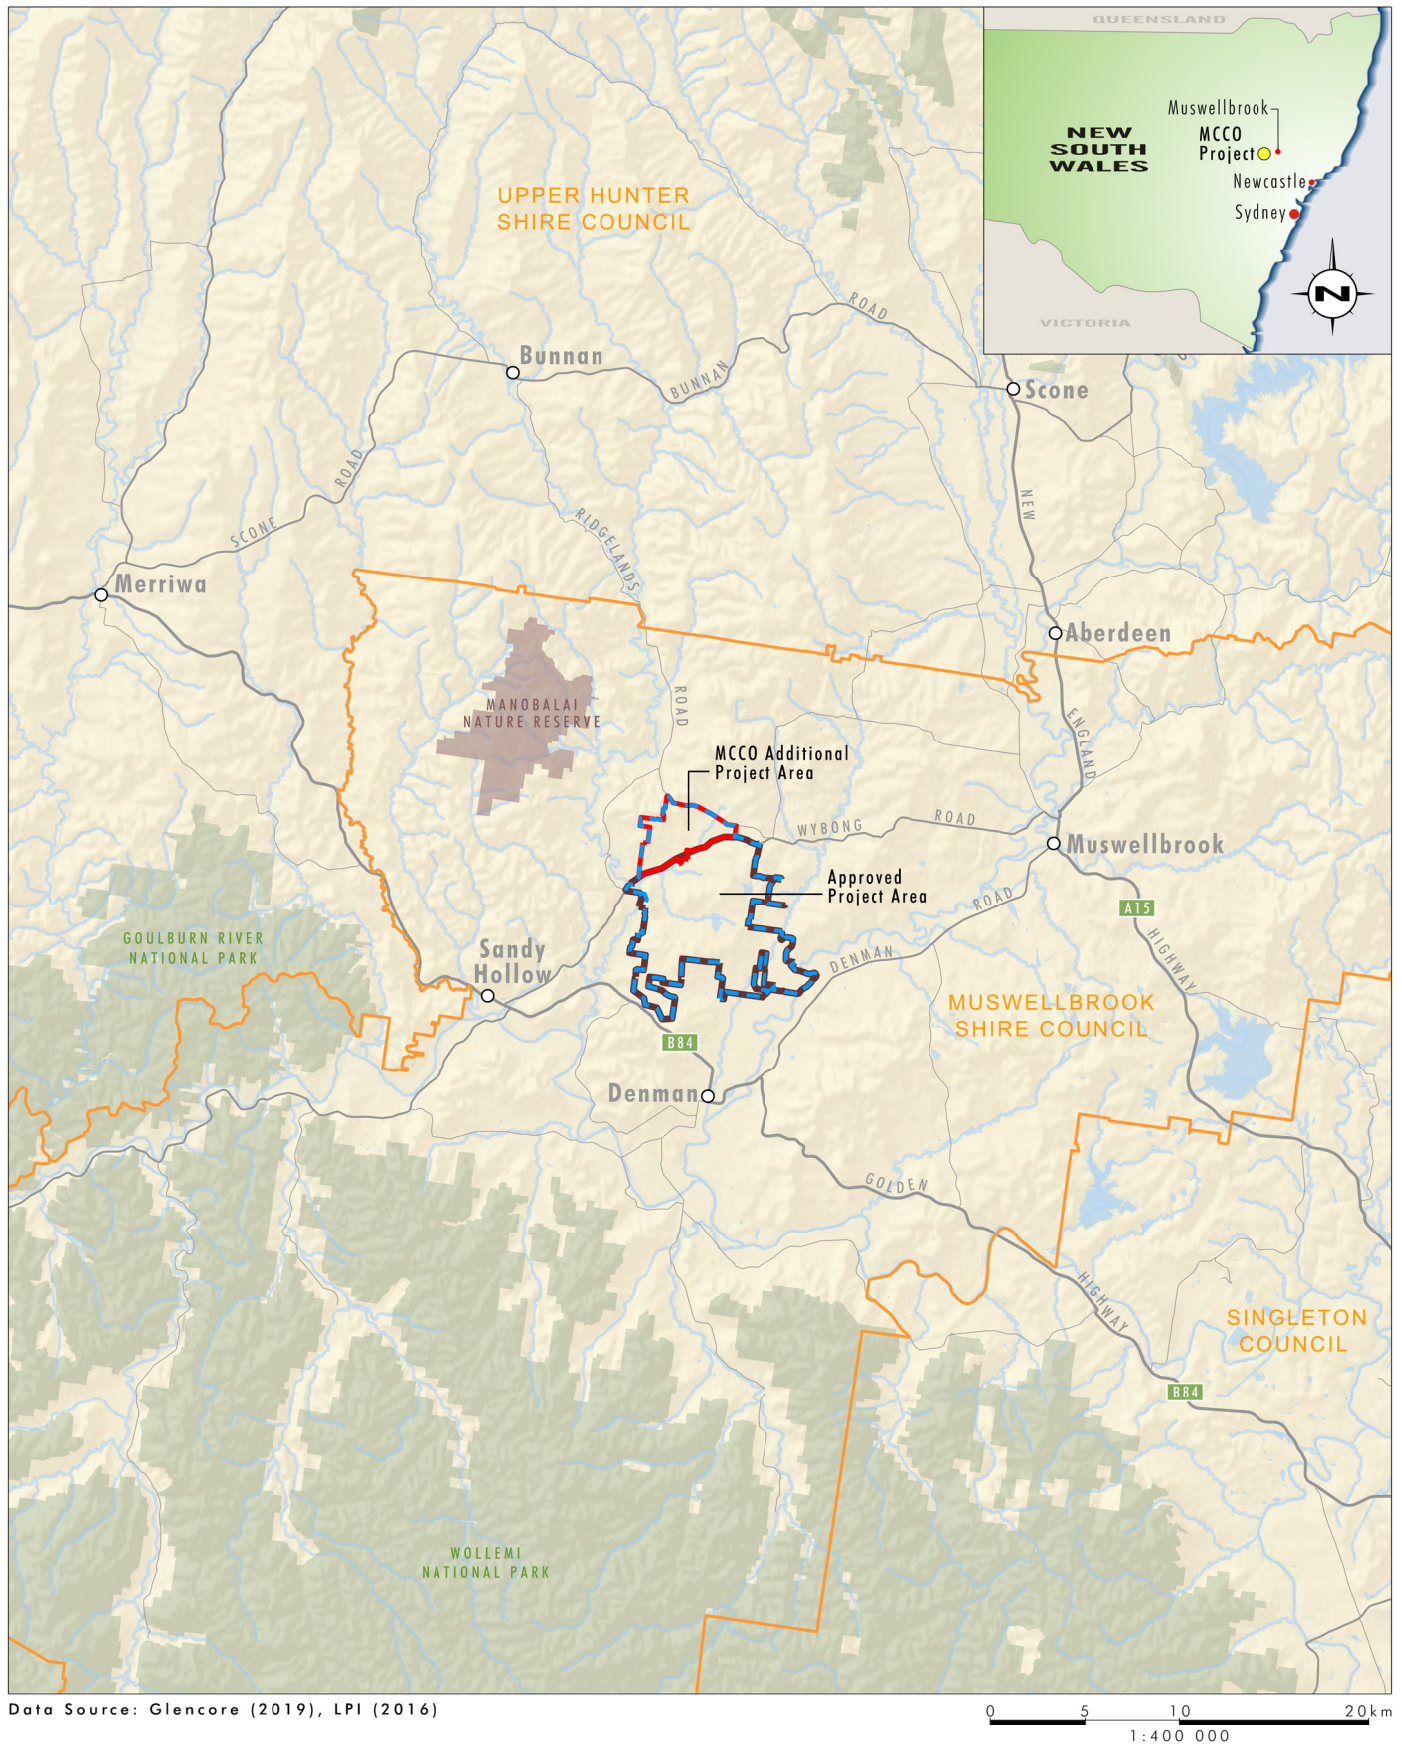 QUEENSLAND
Muswellbrook
MCCO
Project
NEW
SOUTH
WALES
Newcastle
Sydney
N
VICTORIA
UPPER HUNTER
SHIRE COUNCIL
ROAD
Bunnan
BUNNAN
Scone
ROAD
NEW
SCONE
RIDGELANDS
Merriwa
Aberdeen
MANOBALAI
NATURE RESERVE
ROAD
ENGLAND
MCCO Additional
Project Area
WYBONG
ROAD
Muswellbrook
Approved
Project Area
ROAD
A15
GOULBURN RIVER
NATIONAL PARK
Sandy
Hollow
DENMAN
HIGHWAY
MUSWELLBROOK
SHIRE COUNCIL
B84
Denman
GOLDEN
HIGHWAY
SINGLETON
COUNCIL
B84
WOLLEMI
NATIONAL PARK
Data Source: Glencore (2019), LPI (2016)
0 5 10 20km
1:400 000